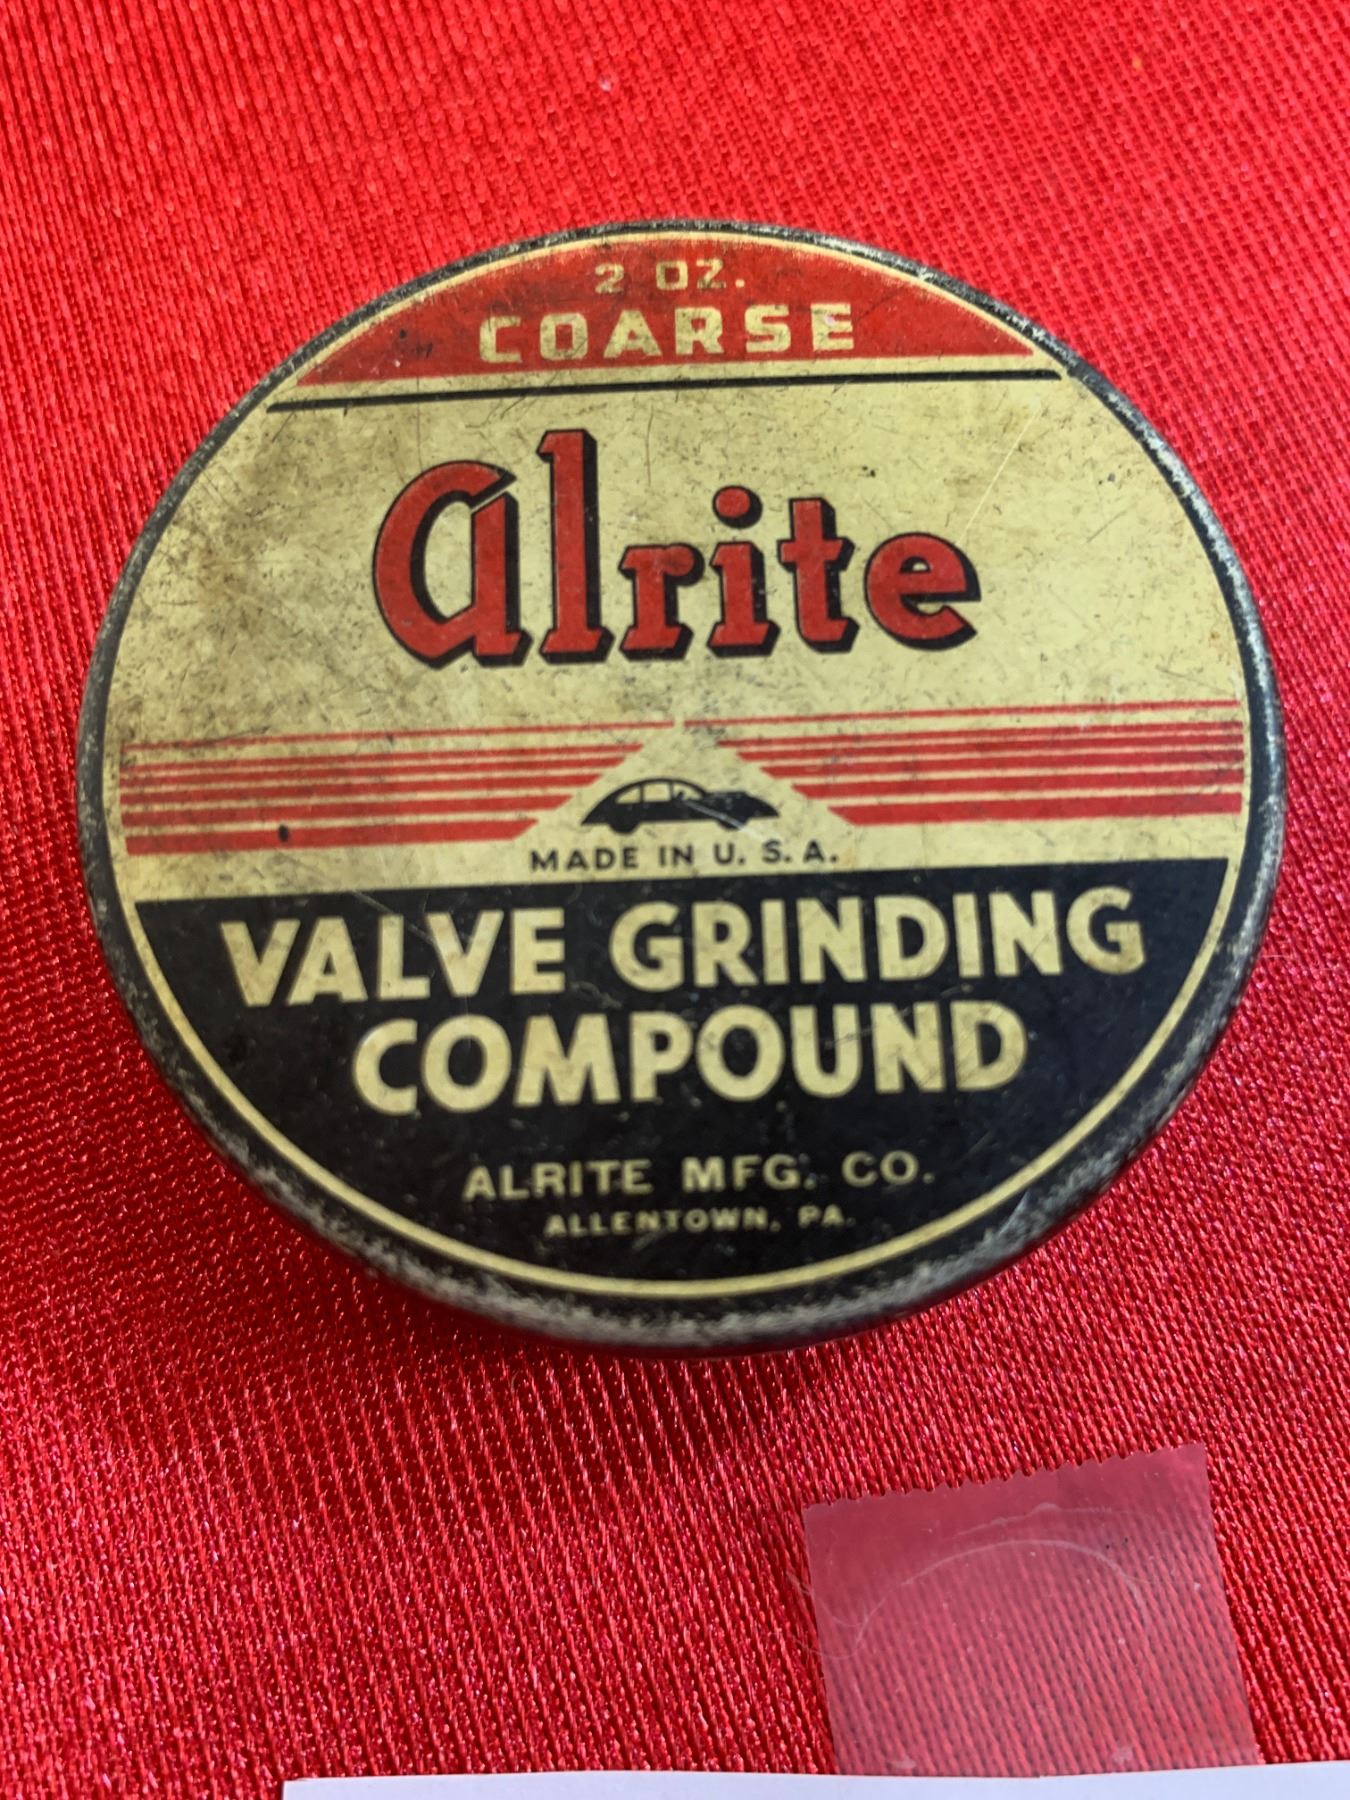 2 OZ.
COARSE
alrite
MADE IN U. S. A.
VALVE GRINDING
COMPOUND
ALRITE MFG. CO.
ALLENTOWN, PA.